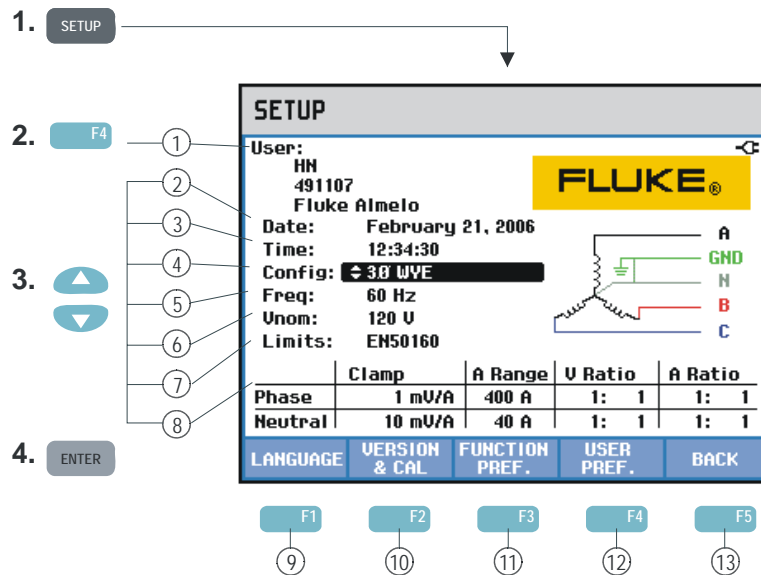 1. SETUP
SETUP
2. F4
1
User:
HN
491107
Fluke Almelo
FLUKE®
2
Date: February 21, 2006
3
Time: 12:34:30
4
Config: 3Ø WYE
5
Freq: 60 Hz
6
Vnom: 120 V
7
Limits: EN50160
8
A
GND
N
B
C
3.
Clamp A Range V Ratio A Ratio
Phase 1 mV/A 400 A 1: 1 1: 1
Neutral 10 mV/A 40 A 1: 1 1: 1
4. ENTER
LANGUAGE VERSION & CAL FUNCTION PREF. USER PREF. BACK
F1 F2 F3 F4 F5
9 10 11 12 13